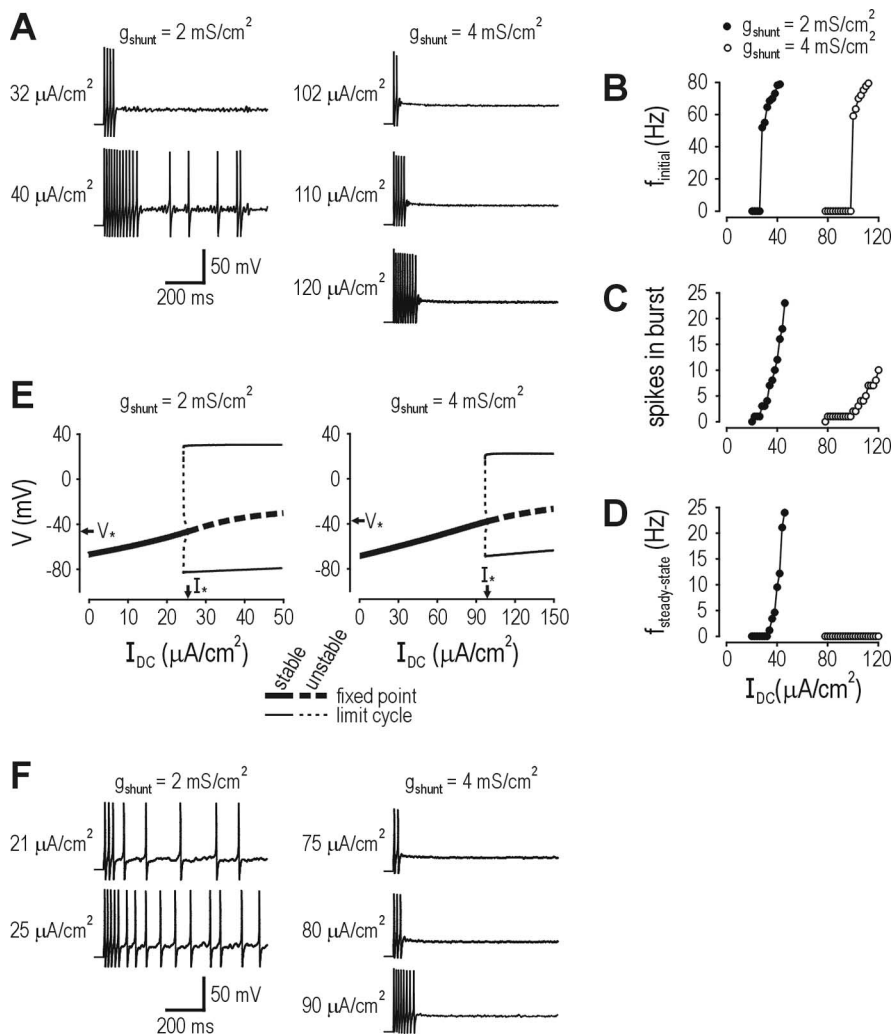 A
g_shunt = 2 mS/cm²
g_shunt = 4 mS/cm²
32 μA/cm²
40 μA/cm²
50 mV
200 ms
102 μA/cm²
110 μA/cm²
120 μA/cm²
g_shunt = 2 mS/cm²
g_shunt = 4 mS/cm²
B
f_initial (Hz)
80
60
40
20
0
0 40 80 120
C
spikes in burst
25
20
15
10
5
0
0 40 80 120
D
f_steady-state (Hz)
25
20
15
10
5
0
0 40 80 120
I_DC(μA/cm²)
E
g_shunt = 2 mS/cm²
g_shunt = 4 mS/cm²
V (mV)
40
0
-40
-80
V*
I*
0 10 20 30 40 50
I_DC (μA/cm²)
40
0
-40
-80
V*
I*
0 30 60 90 120 150
I_DC (μA/cm²)
stable
unstable
fixed point
limit cycle
F
g_shunt = 2 mS/cm²
g_shunt = 4 mS/cm²
21 μA/cm²
25 μA/cm²
50 mV
200 ms
75 μA/cm²
80 μA/cm²
90 μA/cm²